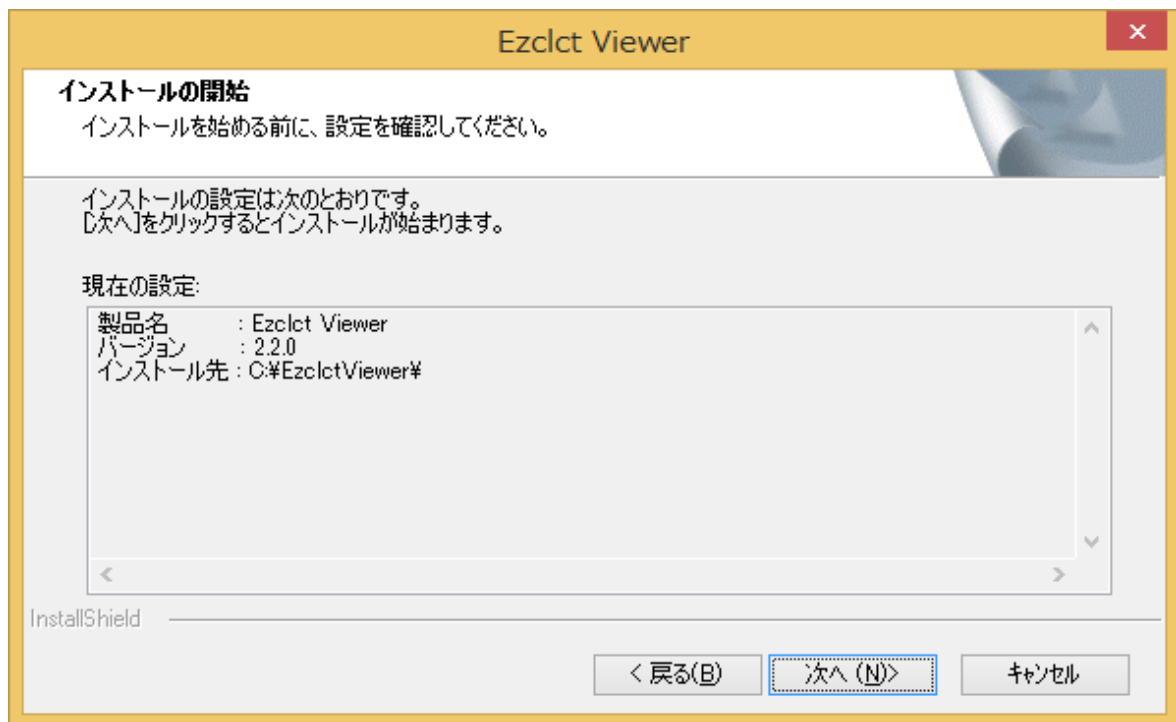 Ezclct Viewer
インストールの開始
インストールを始める前に、設定を確認してください。
インストールの設定は次のとおりです。
[次へ]をクリックするとインストールが始まります。
現在の設定:
製品名 : Ezclct Viewer
バージョン : 2.2.0
インストール先 : C:¥EzclctViewer¥
InstallShield
< 戻る(B)
次へ (N)>
キャンセル